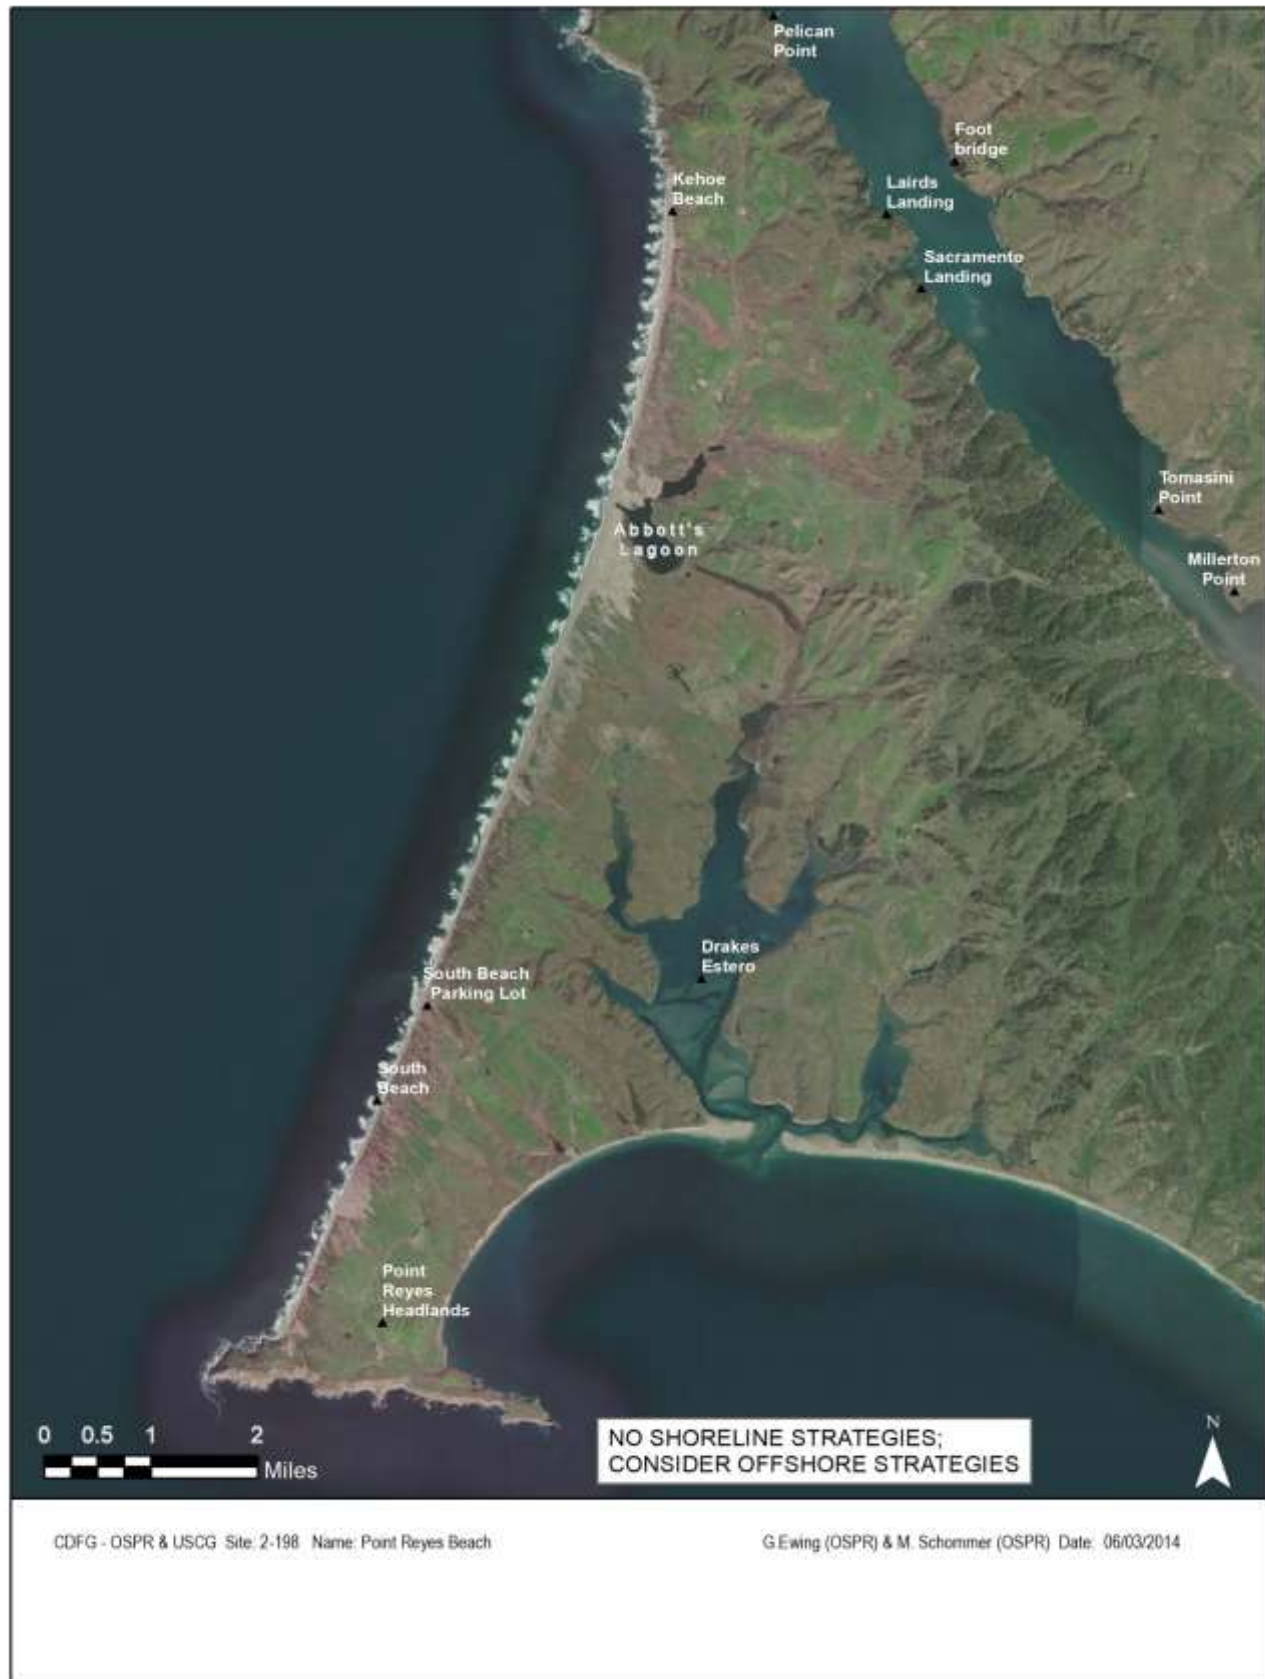 Pelican
Point
Foot
bridge
Kehoe
Beach
Lairds
Landing
Sacramento
Landing
Tomasini
Point
Abbott's
Lagoon
Millerton
Point
Drakes
Estero
South Beach
Parking Lot
South
Beach
Point
Reyes
Headlands
0 0.5 1 2
Miles
NO SHORELINE STRATEGIES;
CONSIDER OFFSHORE STRATEGIES
N
CDFG - OSPR & USCG Site: 2-198 Name: Point Reyes Beach
G.Ewing (OSPR) & M. Schommer (OSPR) Date: 06/03/2014